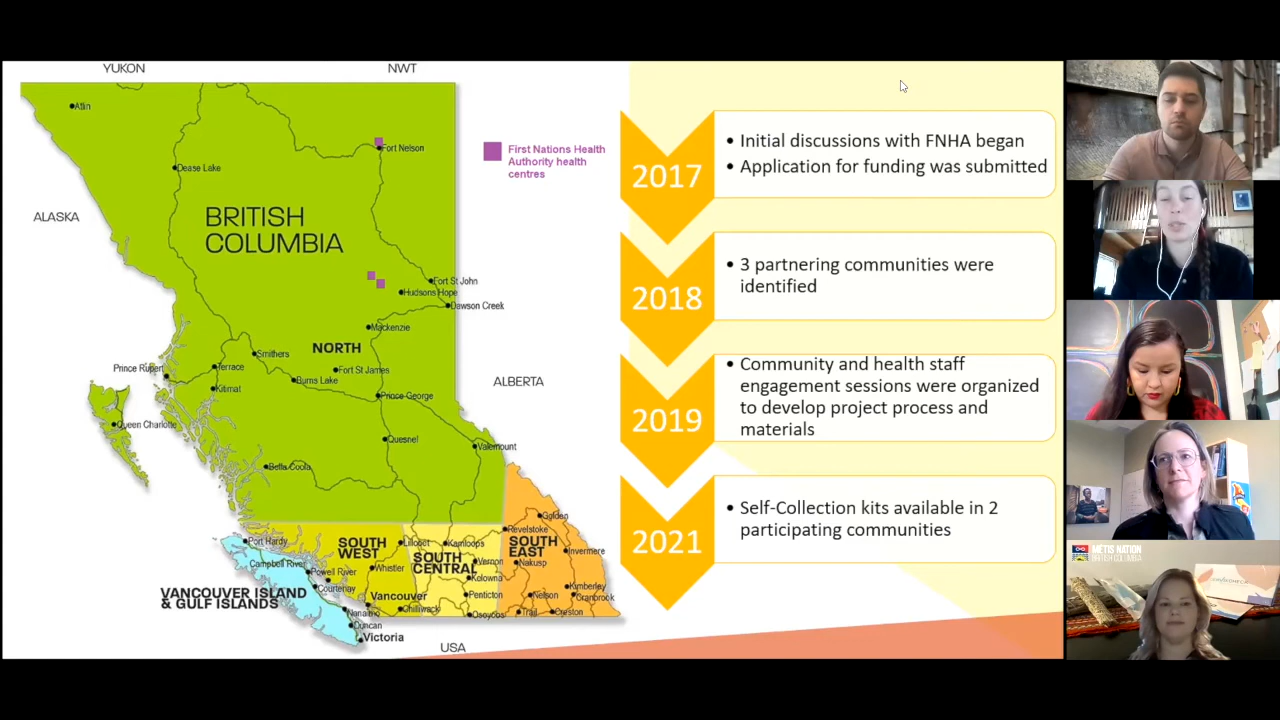 YUKON
NWT
Atlin
Fort Nelson
Dease Lake
First Nations Health
Authority health
centres
ALASKA
BRITISH
COLUMBIA
Fort St John
Hudsons Hope
Dawson Creek
Mackenzie
NORTH
Smithers
Prince Rupert
Terrace
Fort St James
Burns Lake
Kitimat
ALBERTA
Prince George
Queen Charlotte
Quesnel
Valemount
Bella Coola
Golden
Revelstoke
Port Hardy
SOUTH
WEST
Lillooet
Kamloops
SOUTH
EAST
Invermere
SOUTH
CENTRAL
Vernon
Nakusp
Campbell River
Powell River
Whistler
Kelowna
Courtenay
Kimberley
VANCOUVER ISLAND
& GULF ISLANDS
Vancouver
Penticton
Nelson
Cranbrook
Nanaimo
Chilliwack
Osoyoos
Trail
Creston
Duncan
Victoria
USA
2017
• Initial discussions with FNHA began
• Application for funding was submitted
2018
• 3 partnering communities were
identified
2019
• Community and health staff
engagement sessions were organized
to develop project process and
materials
2021
• Self-Collection kits available in 2
participating communities
MÉTIS NATION
BRITISH COLUMBIA